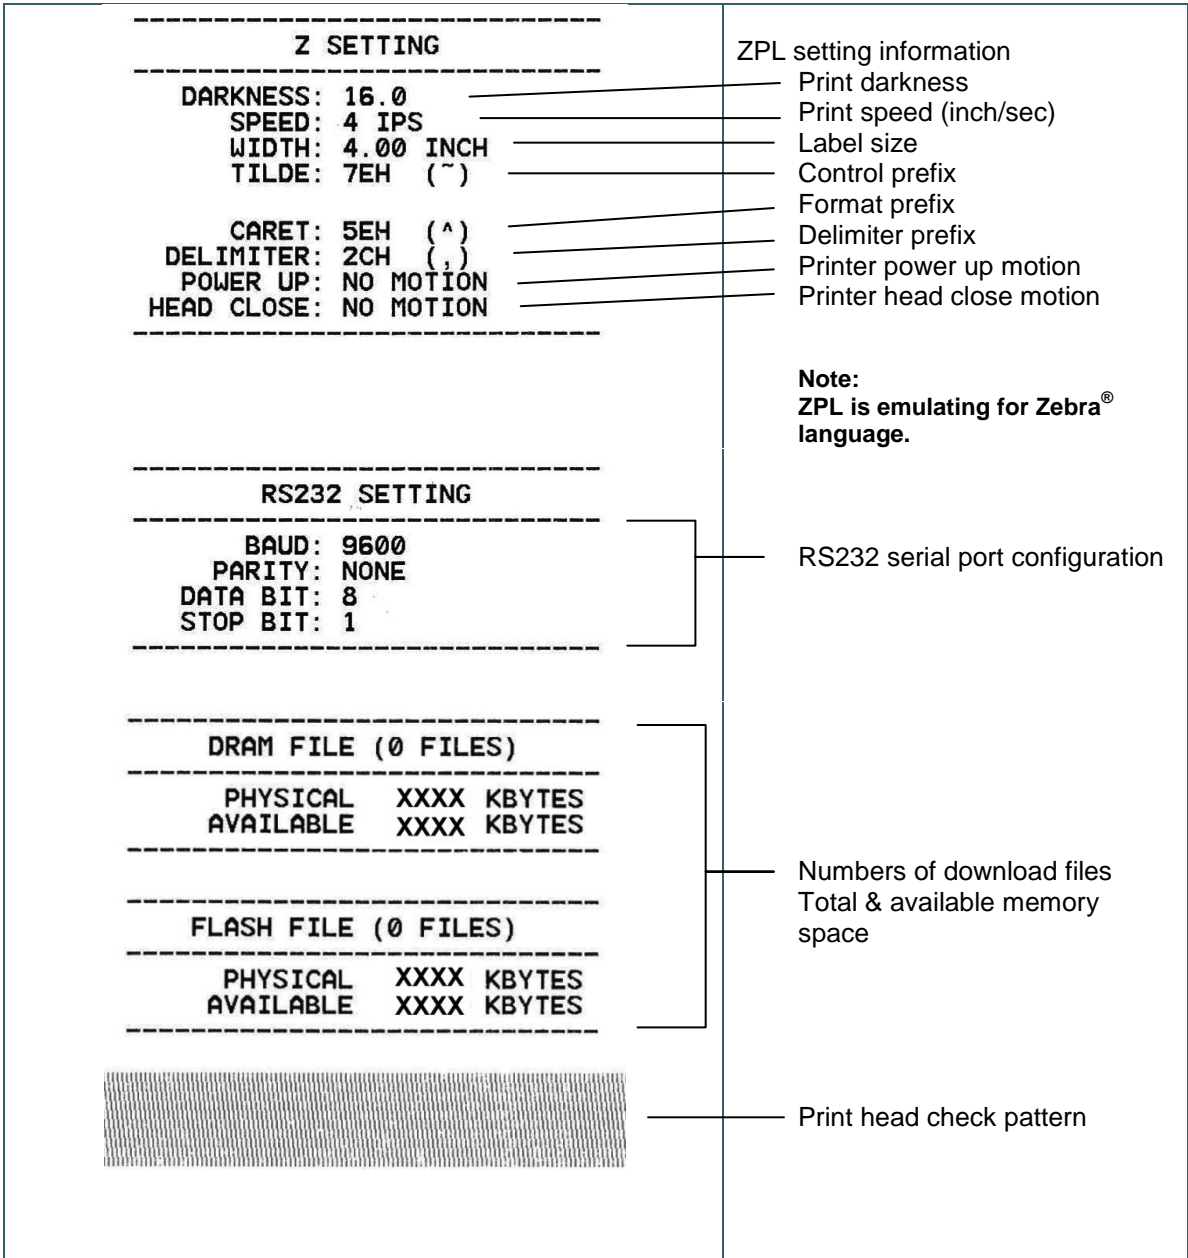 Z SETTING
DARKNESS: 16.0
SPEED: 4 IPS
WIDTH: 4.00 INCH
TILDE: 7EH (~)
CARET: 5EH (^)
DELIMITER: 2CH (,)
POWER UP: NO MOTION
HEAD CLOSE: NO MOTION
ZPL setting information
Print darkness
Print speed (inch/sec)
Label size
Control prefix
Format prefix
Delimiter prefix
Printer power up motion
Printer head close motion
Note:
ZPL is emulating for Zebra®
language.
RS232 SETTING
BAUD: 9600
PARITY: NONE
DATA BIT: 8
STOP BIT: 1
RS232 serial port configuration
DRAM FILE (0 FILES)
PHYSICAL XXXX KBYTES
AVAILABLE XXXX KBYTES
FLASH FILE (0 FILES)
PHYSICAL XXXX KBYTES
AVAILABLE XXXX KBYTES
Numbers of download files
Total & available memory
space
Print head check pattern